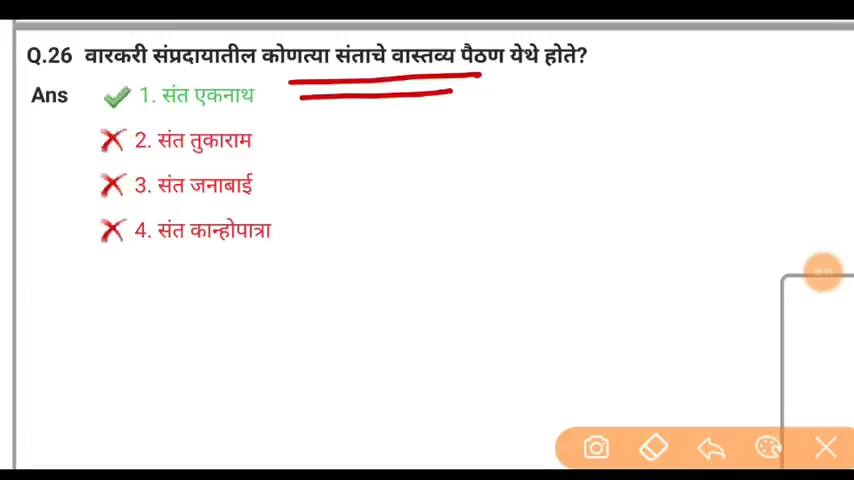 Q.26 वारकरी संप्रदायातील कोणत्या संताचे वास्तव्य पैठण येथे होते?
Ans 1. संत एकनाथ
2. संत तुकाराम
3. संत जनाबाई
4. संत कान्होपात्रा